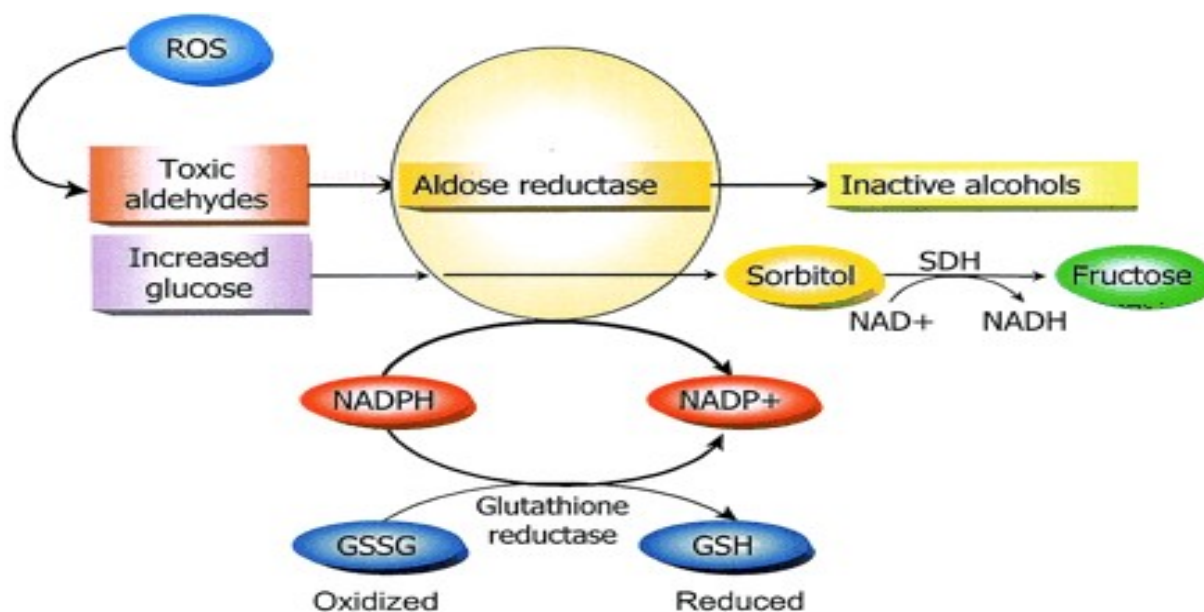 ROS
Toxic
aldehydes
Aldose reductase
Inactive alcohols
Increased
glucose
Sorbitol
SDH
Fructose
NAD+
NADH
NADPH
NADP+
Glutathione
reductase
GSSG
GSH
Oxidized
Reduced